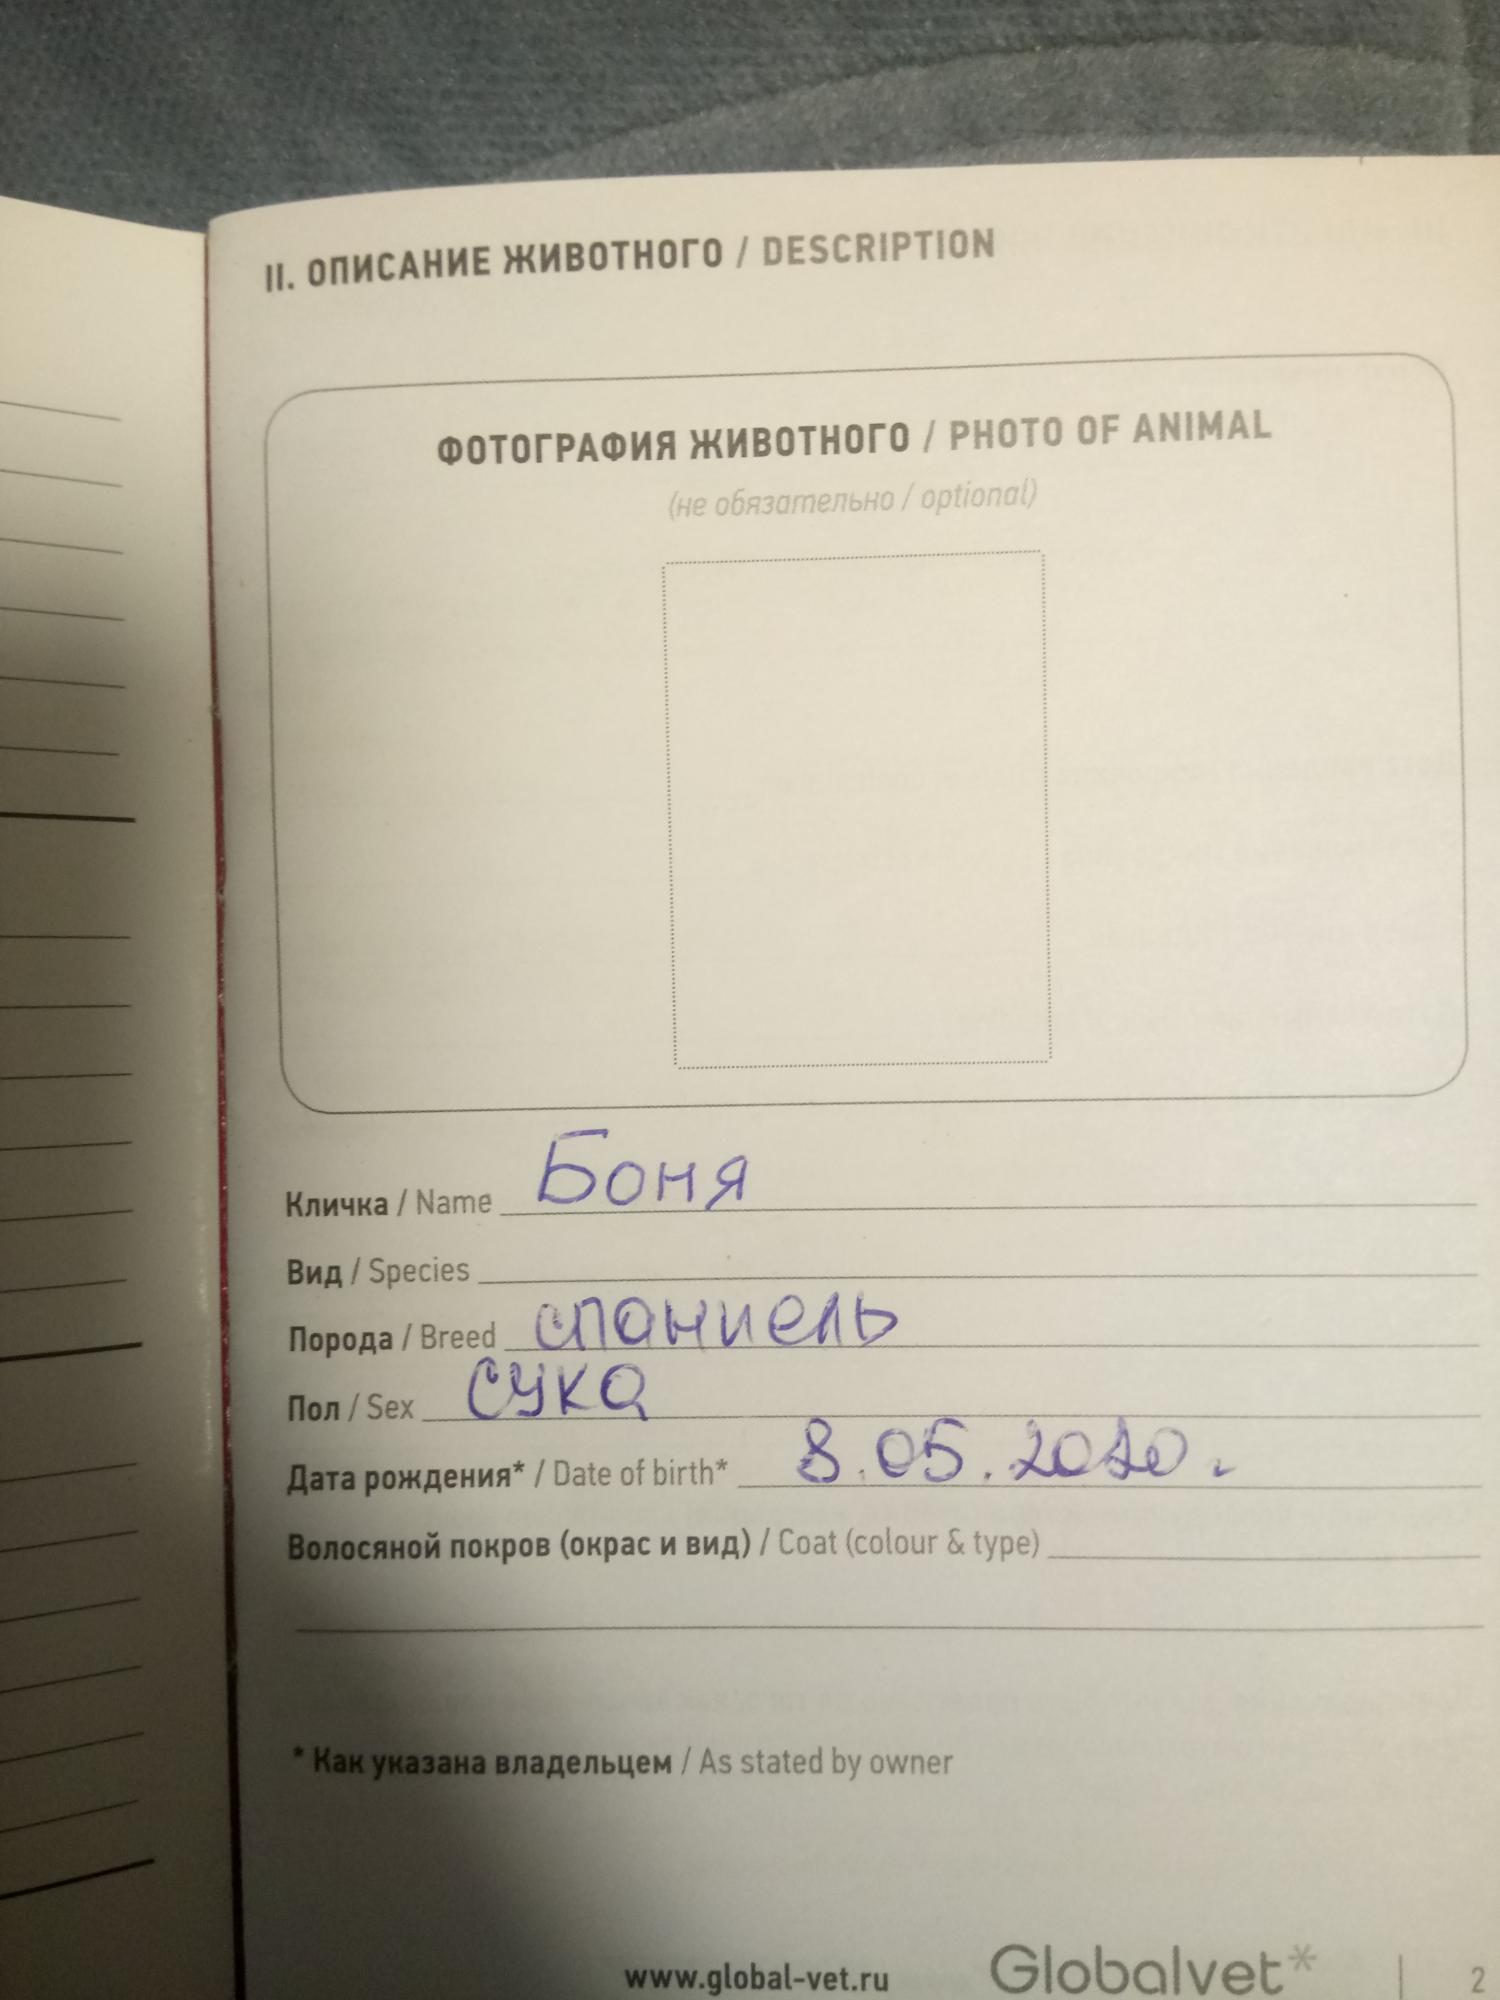 II. ОПИСАНИЕ ЖИВОТНОГО / DESCRIPTION
ФОТОГРАФИЯ ЖИВОТНОГО / PHOTO OF ANIMAL
(не обязательно / optional)
Кличка / Name Боня
Вид / Species
Порода / Breed спаниель
Пол / Sex сука
Дата рождения* / Date of birth* 8.05.2020г.
Волосяной покров (окрас и вид) / Coat (colour & type)
* Как указана владельцем / As stated by owner
www.global-vet.ru Globalvet* | 2